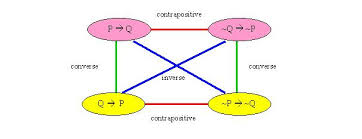 contrapositive
P → Q
~Q → ~P
converse
converse
inverse
Q → P
~P → ~Q
contrapositive